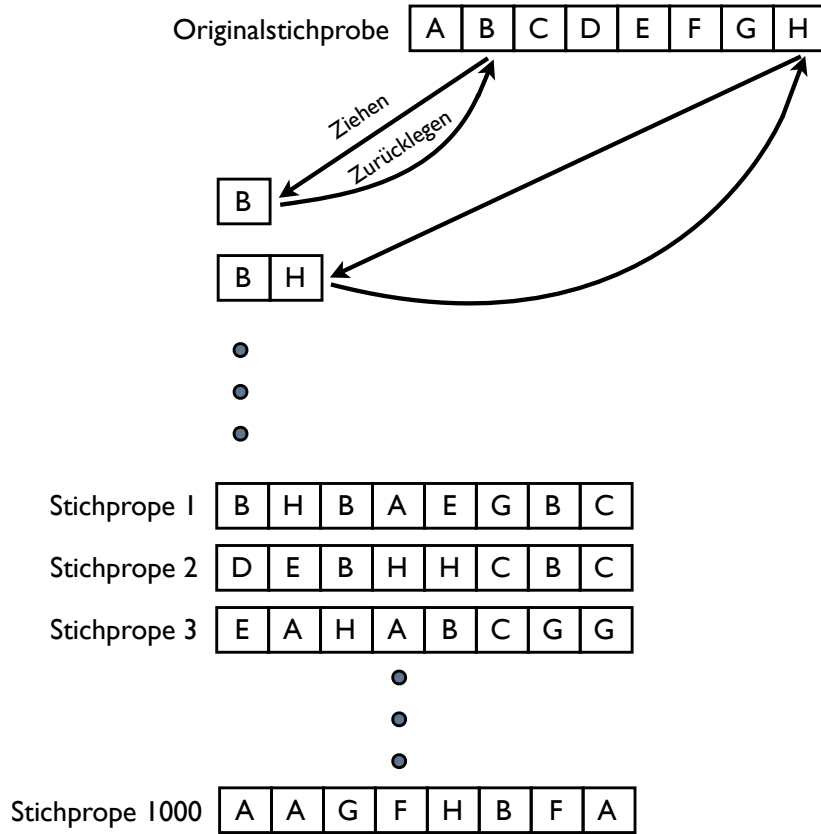 Originalstichprobe A B C D E F G H
Ziehen
Zurücklegen
B
B H
Stichprope 1 B H B A E G B C
Stichprope 2 D E B H H C B C
Stichprope 3 E A H A B C G G
Stichprope 1000 A A G F H B F A